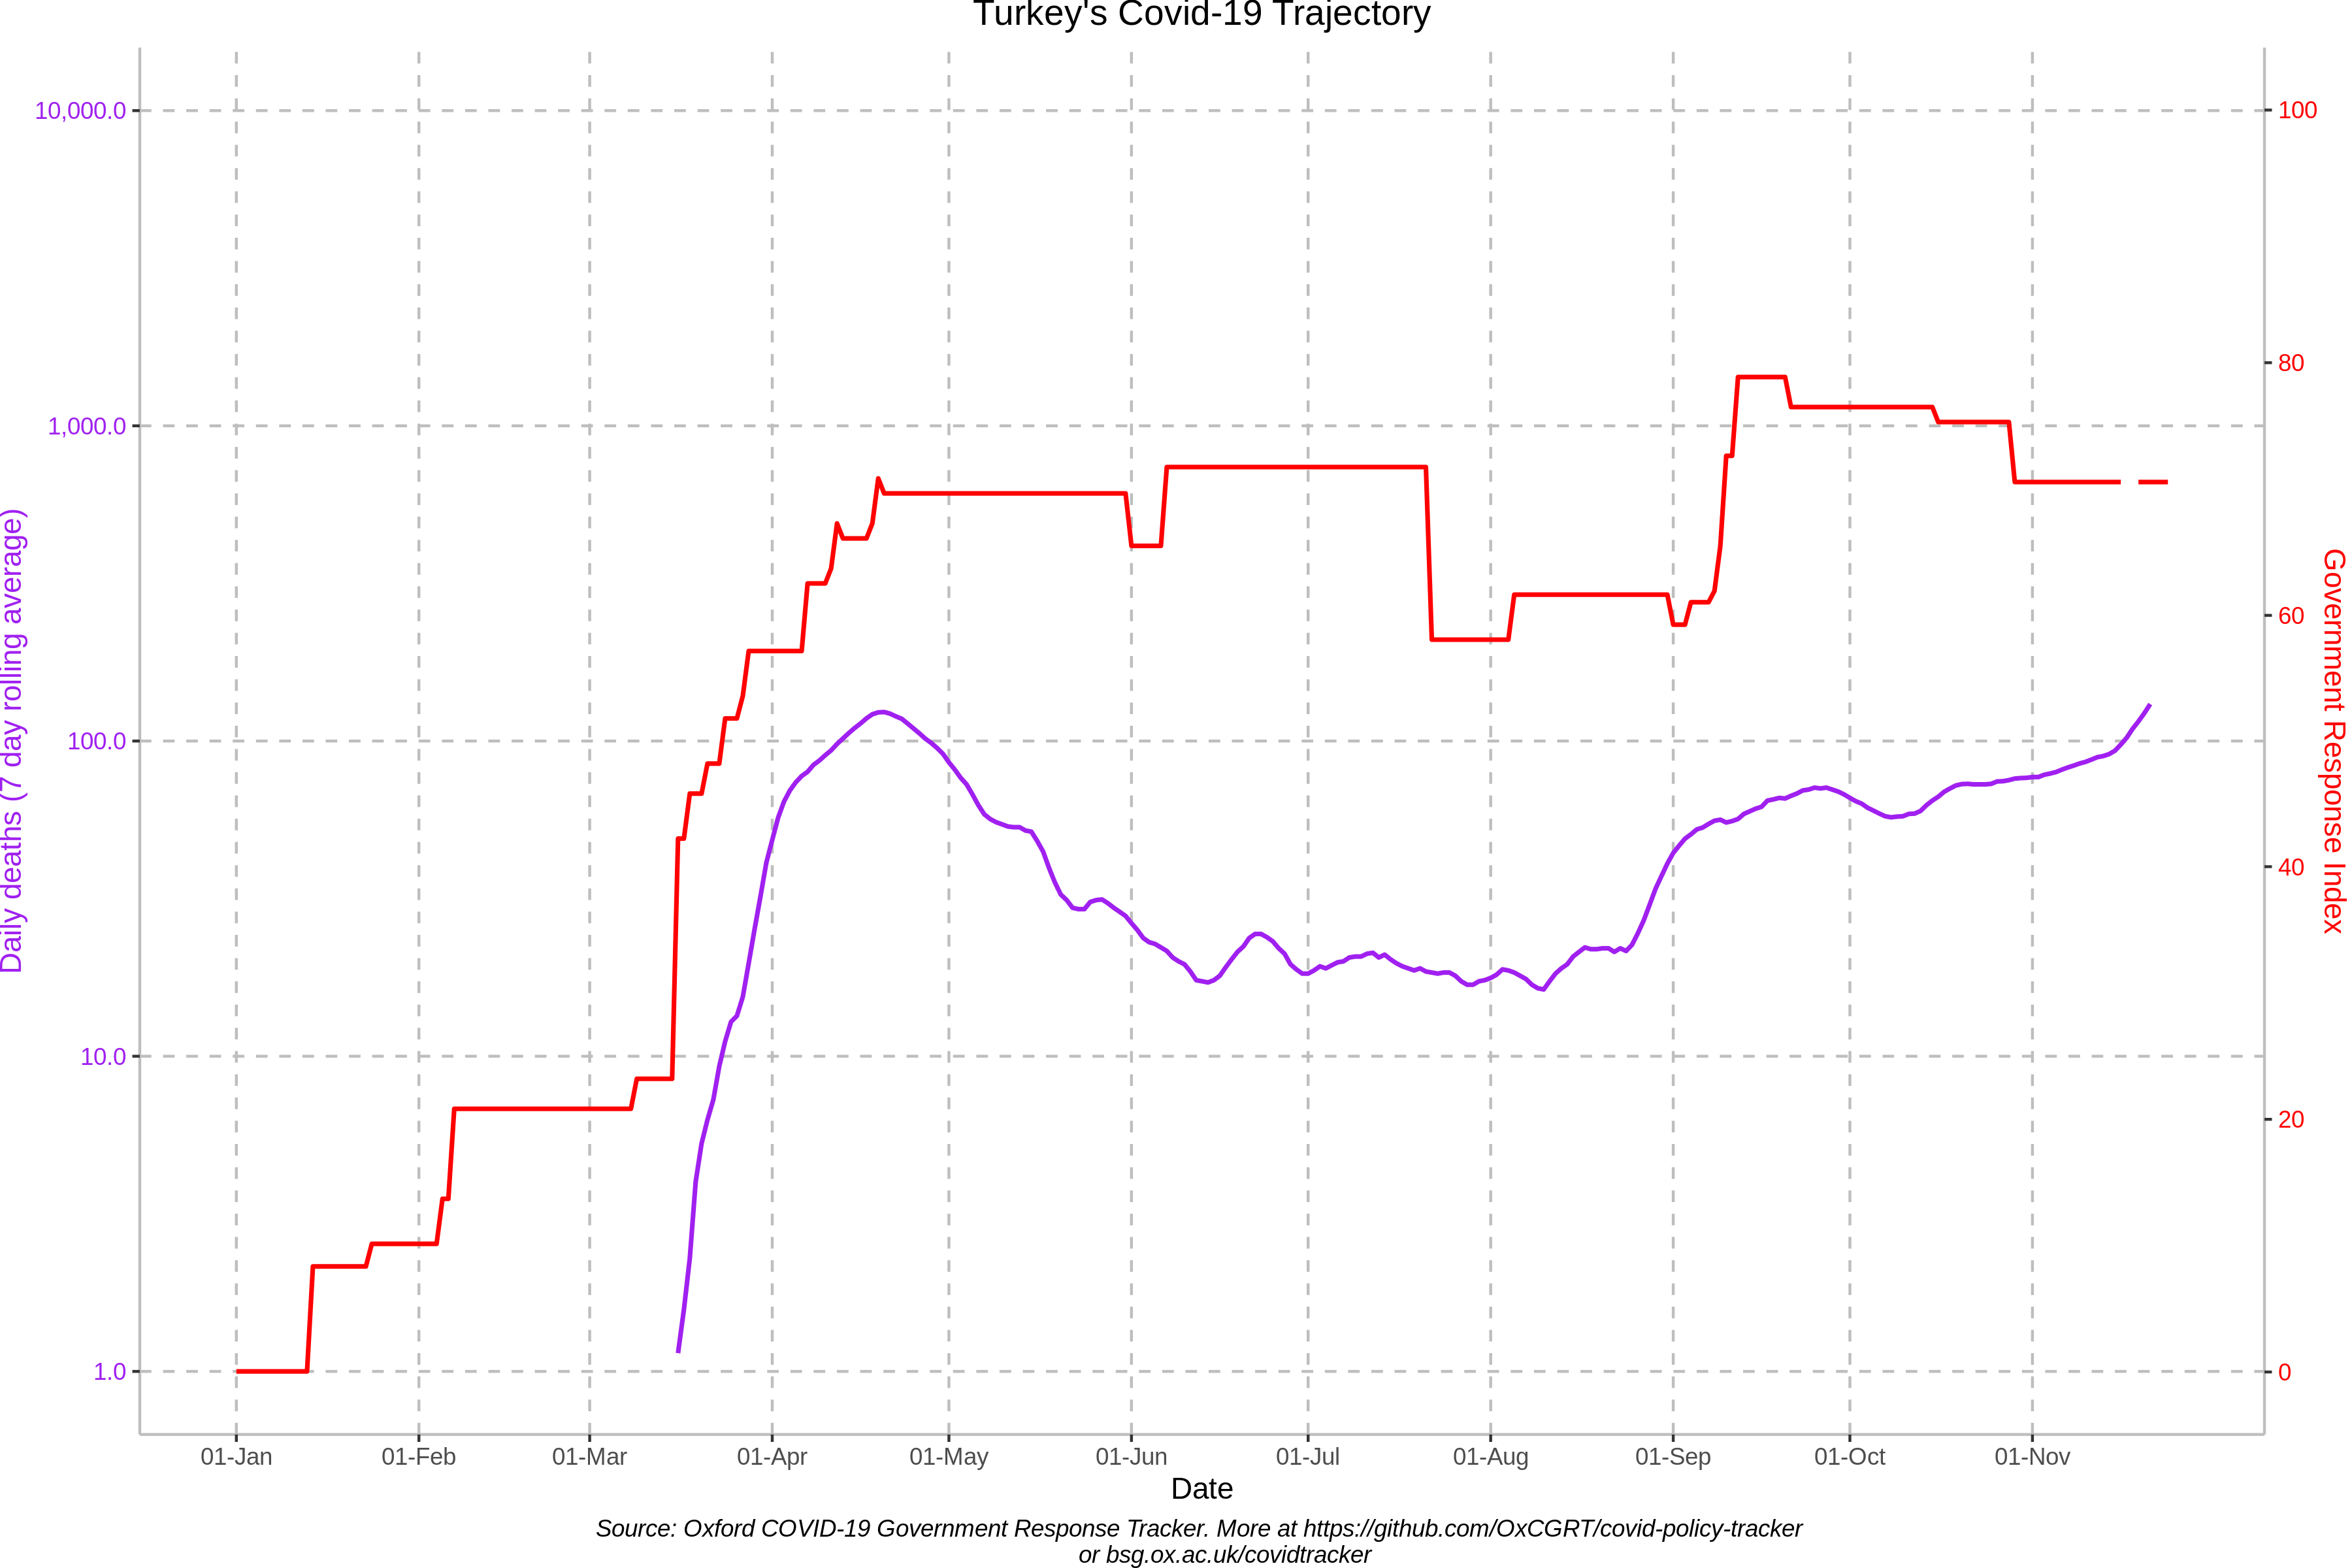 Turkey's Covid-19 Trajectory
10,000.0
1,000.0
100.0
10.0
1.0
Daily deaths (7 day rolling average)
100
80
60
40
20
0
Government Response Index
01-Jan
01-Feb
01-Mar
01-Apr
01-May
01-Jun
01-Jul
01-Aug
01-Sep
01-Oct
01-Nov
Date
Source: Oxford COVID-19 Government Response Tracker. More at https://github.com/OxCGRT/covid-policy-tracker
or bsg.ox.ac.uk/covidtracker